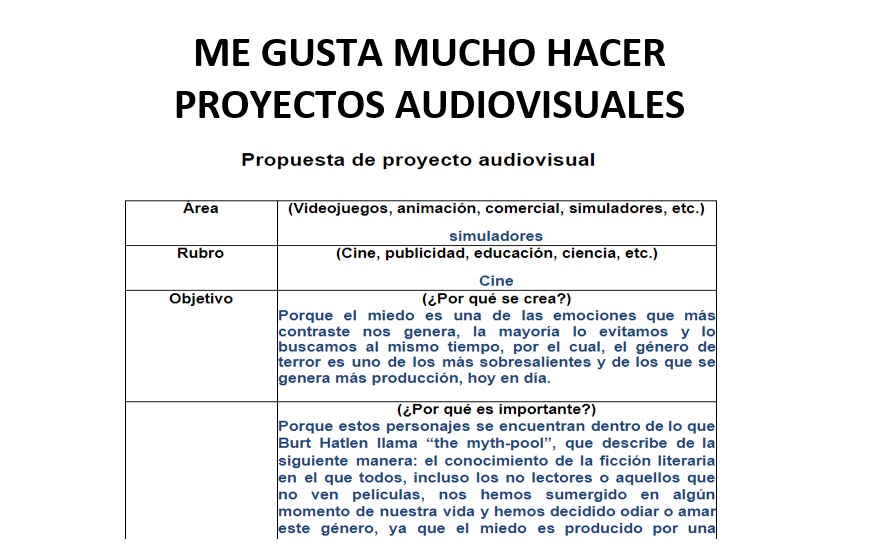 ME GUSTA MUCHO HACER
PROYECTOS AUDIOVISUALES
Propuesta de proyecto audiovisual
Área
(Videojuegos, animación, comercial, simuladores, etc.)
simuladores
Rubro
(Cine, publicidad, educación, ciencia, etc.)
Cine
Objetivo
(¿Por qué se crea?)
Porque el miedo es una de las emociones que más
contraste nos genera, la mayoría lo evitamos y lo
buscamos al mismo tiempo, por el cual, el género de
terror es uno de los más sobresalientes y de los que se
genera más producción, hoy en día.
(¿Por qué es importante?)
Porque estos personajes se encuentran dentro de lo que
Burt Hatlen llama “the myth-pool”, que describe de la
siguiente manera: el conocimiento de la ficción literaria
en el que todos, incluso los no lectores o aquellos que
no ven películas, nos hemos sumergido en algún
momento de nuestra vida y hemos decidido odiar o amar
este género, ya que el miedo es producido por una